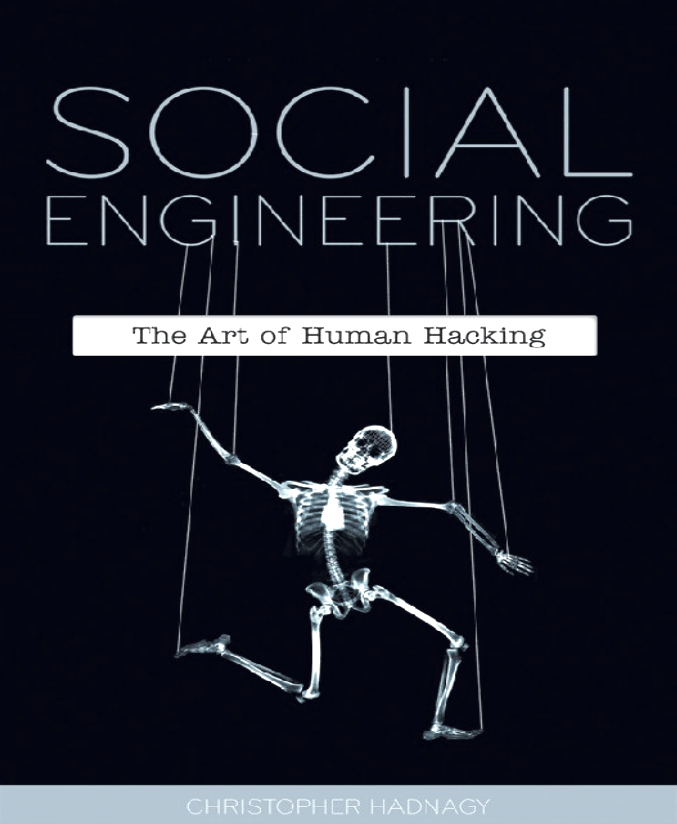 SOCIAL
ENGINEERING
The Art of Human Hacking
CHRISTOPHER HADNAGY